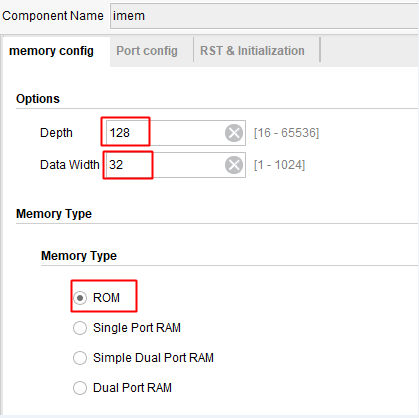 Component Name imem
memory config Port config RST & Initialization
Options
Depth 128 [16 - 65536]
Data Width 32 [1 - 1024]
Memory Type
Memory Type
ROM
Single Port RAM
Simple Dual Port RAM
Dual Port RAM